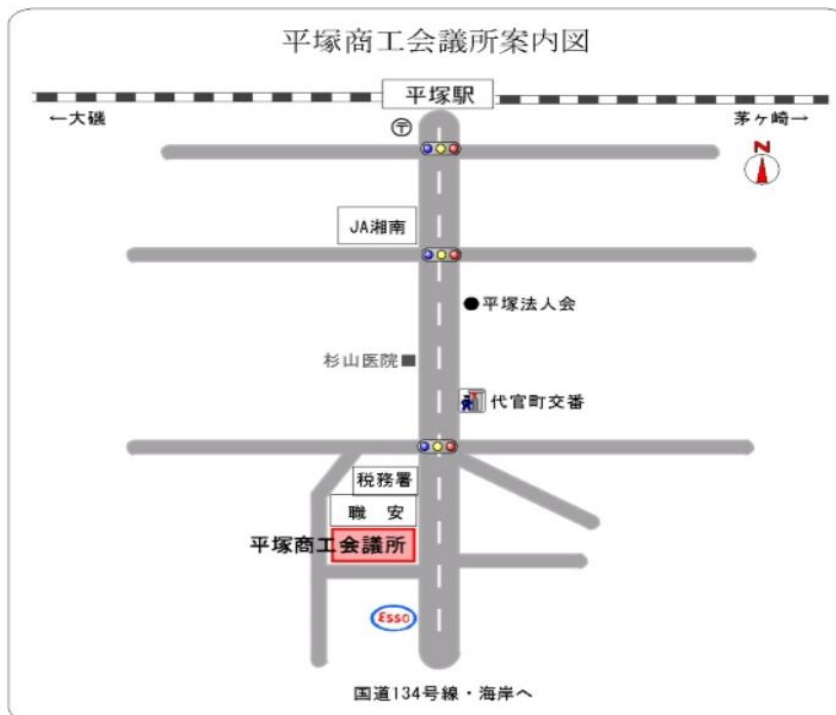 平塚商工会議所案内図
平塚駅
←大磯
茅ヶ崎→
〒
N
JA湘南
平塚法人会
杉山医院
代官町交番
税務署
職 安
平塚商工会議所
Esso
国道134号線・海岸へ